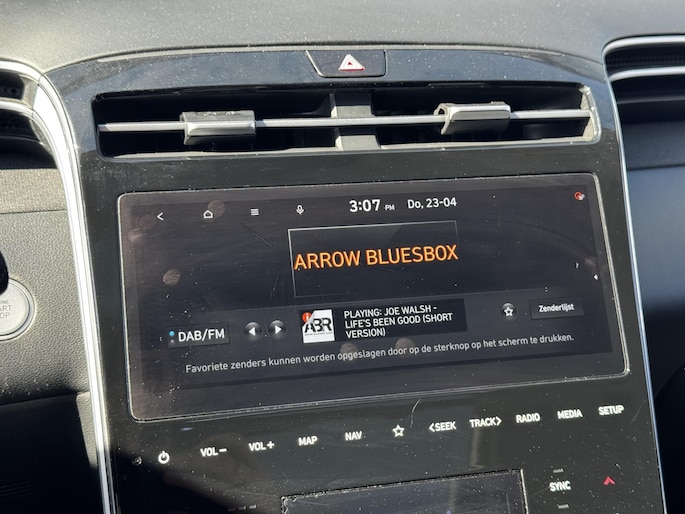 3:07 PM Do, 23-04
ARROW BLUESBOX
DAB/FM
ABR
PLAYING: JOE WALSH -
LIFE'S BEEN GOOD (SHORT
VERSION)
Zenderlijst
Favoriete zenders kunnen worden opgeslagen door op de sterknop op het scherm te drukken.
VOL− VOL+ MAP NAV <SEEK TRACK> RADIO MEDIA SETUP
SYNC